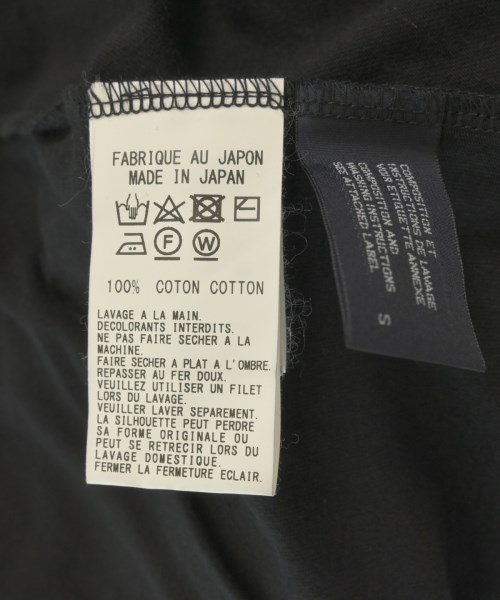 FABRIQUE AU JAPON
MADE IN JAPAN
F W
100% COTON COTTON
LAVAGE A LA MAIN.
DECOLORANTS INTERDITS.
NE PAS FAIRE SECHER A LA
MACHINE.
FAIRE SECHER A PLAT A L'OMBRE.
REPASSER AU FER DOUX.
VEUILLEZ UTILISER UN FILET
LORS DU LAVAGE.
VEUILLER LAVER SEPAREMENT.
LA SILHOUETTE PEUT PERDRE
SA FORME ORIGINALE OU
PEUT SE RETRECIR LORS DU
LAVAGE DOMESTIQUE.
FERMER LA FERMETURE ECLAIR.
COMPOSITION ET
INSTRUCTIONS DE LAVAGE
VOIR ETIQUETTE ANNEXE
COMPOSITION AND
WASHING INSTRUCTIONS
SEE ATTACHED LABEL
S